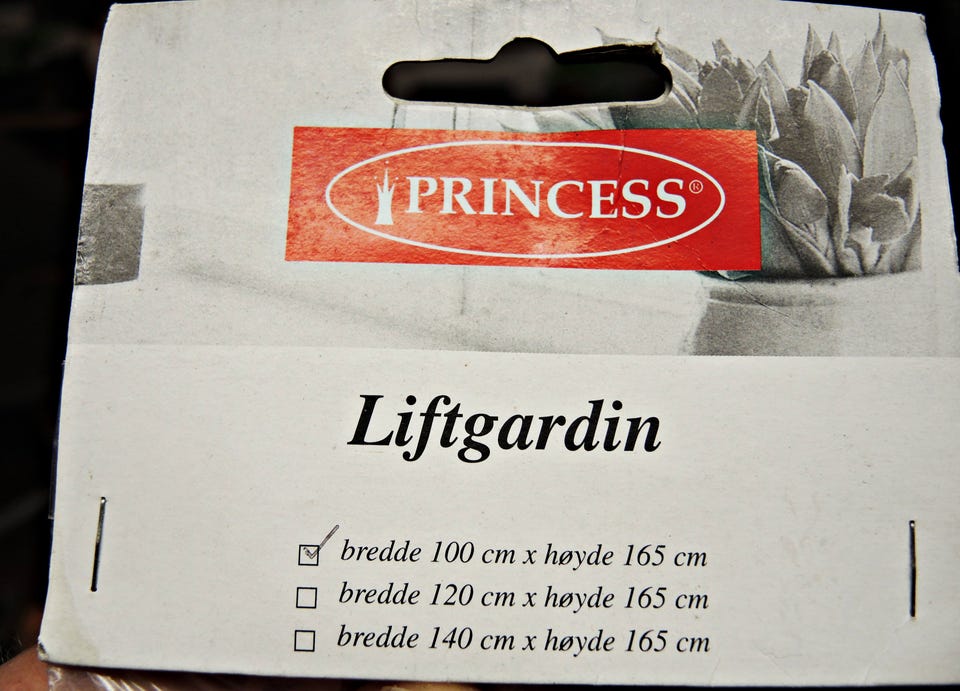 PRINCESS®
Liftgardin
bredde 100 cm x høyde 165 cm
bredde 120 cm x høyde 165 cm
bredde 140 cm x høyde 165 cm